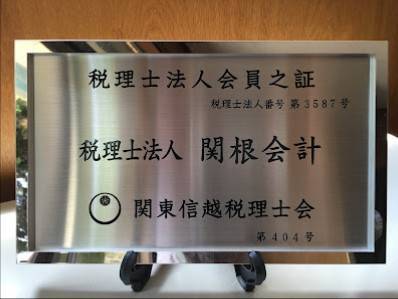 税理士法人会員之証
税理士法人番号 第3587号
税理士法人 関根会計
関東信越税理士会
第404号